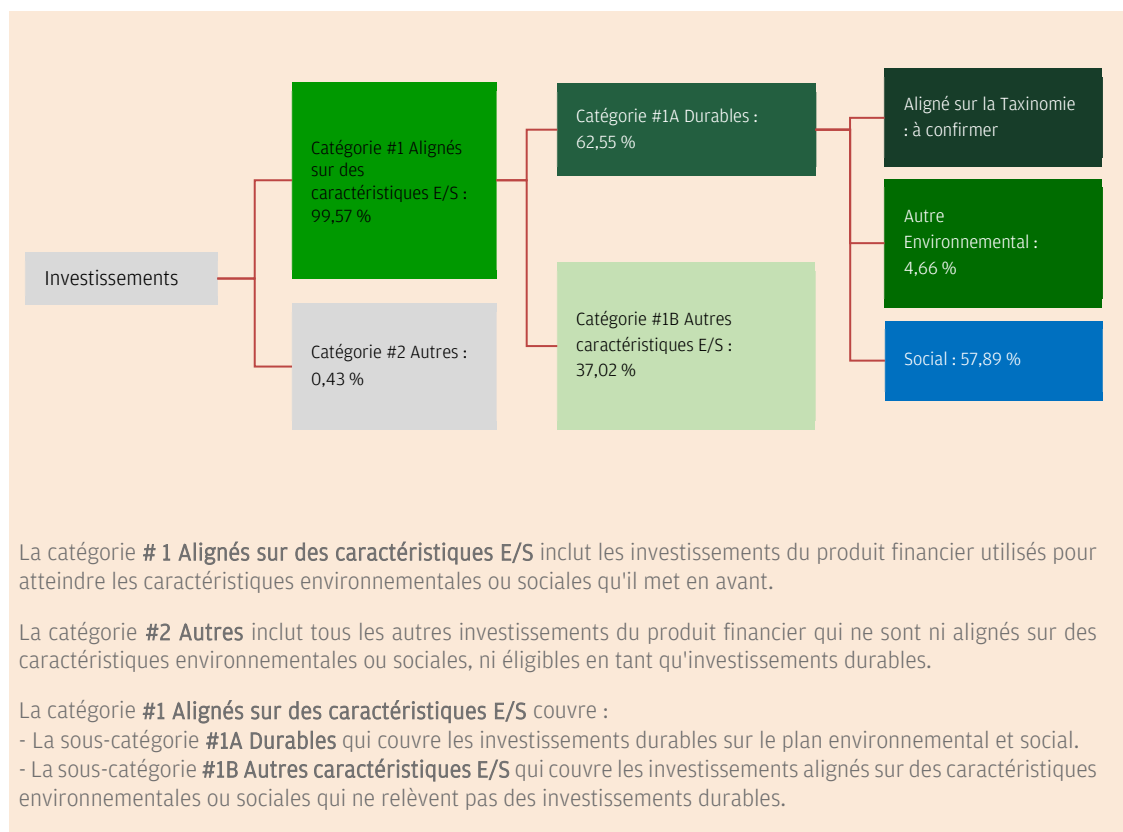 Investissements
Catégorie #1 Alignés
sur des
caractéristiques E/S :
99,57 %
Catégorie #2 Autres :
0,43 %
Catégorie #1A Durables :
62,55 %
Catégorie #1B Autres
caractéristiques E/S :
37,02 %
Aligné sur la Taxinomie
: à confirmer
Autre
Environnemental :
4,66 %
Social : 57,89 %
La catégorie # 1 Alignés sur des caractéristiques E/S inclut les investissements du produit financier utilisés pour
atteindre les caractéristiques environnementales ou sociales qu'il met en avant.
La catégorie #2 Autres inclut tous les autres investissements du produit financier qui ne sont ni alignés sur des
caractéristiques environnementales ou sociales, ni éligibles en tant qu'investissements durables.
La catégorie #1 Alignés sur des caractéristiques E/S couvre :
- La sous-catégorie #1A Durables qui couvre les investissements durables sur le plan environnemental et social.
- La sous-catégorie #1B Autres caractéristiques E/S qui couvre les investissements alignés sur des caractéristiques
environnementales ou sociales qui ne relèvent pas des investissements durables.